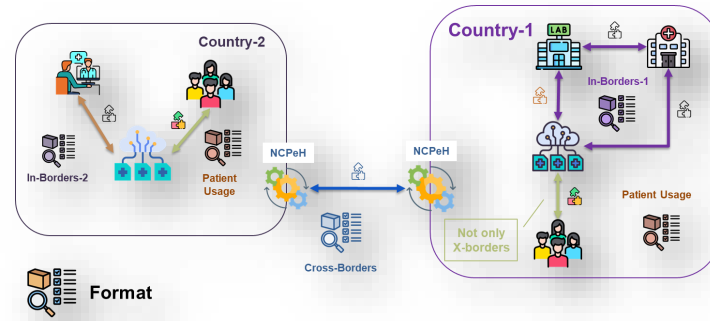 Country-2
Country-1
LAB
In-Borders-1
NCPeH
NCPeH
In-Borders-2
Patient
Usage
Patient Usage
Not only
X-borders
Cross-Borders
Format